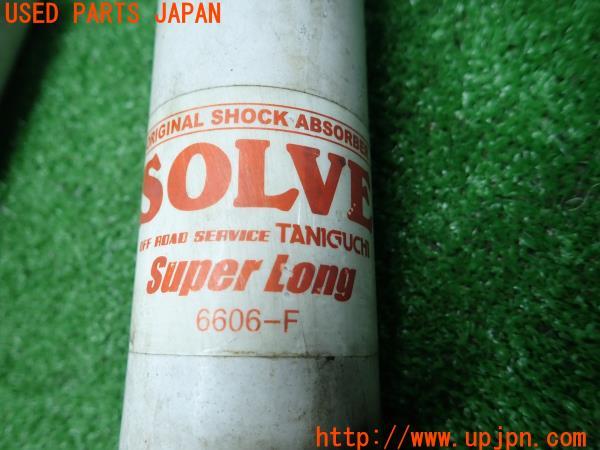 USED PARTS JAPAN
ORIGINAL SHOCK ABSORBER
SOLVE
OFF ROAD SERVICE TANIGUCHI
Super Long
6606-F
http://www.upjpn.com